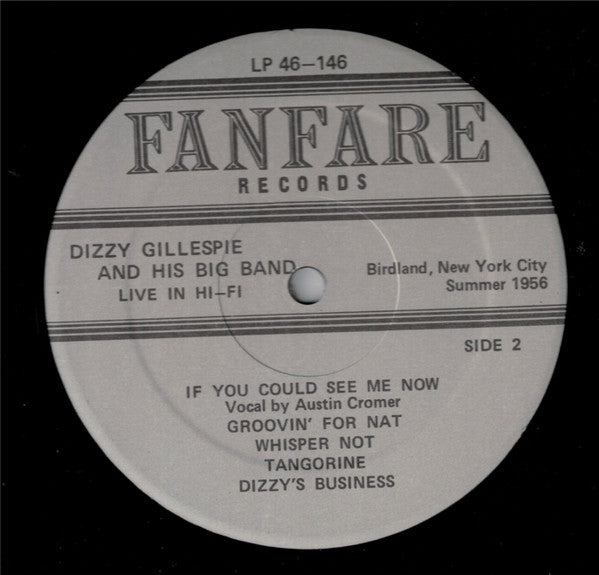 LP 46-146
FANFARE
RECORDS
DIZZY GILLESPIE
AND HIS BIG BAND
LIVE IN HI-FI
Birdland, New York City
Summer 1956
SIDE 2
IF YOU COULD SEE ME NOW
Vocal by Austin Cromer
GROOVIN' FOR NAT
WHISPER NOT
TANGORINE
DIZZY'S BUSINESS